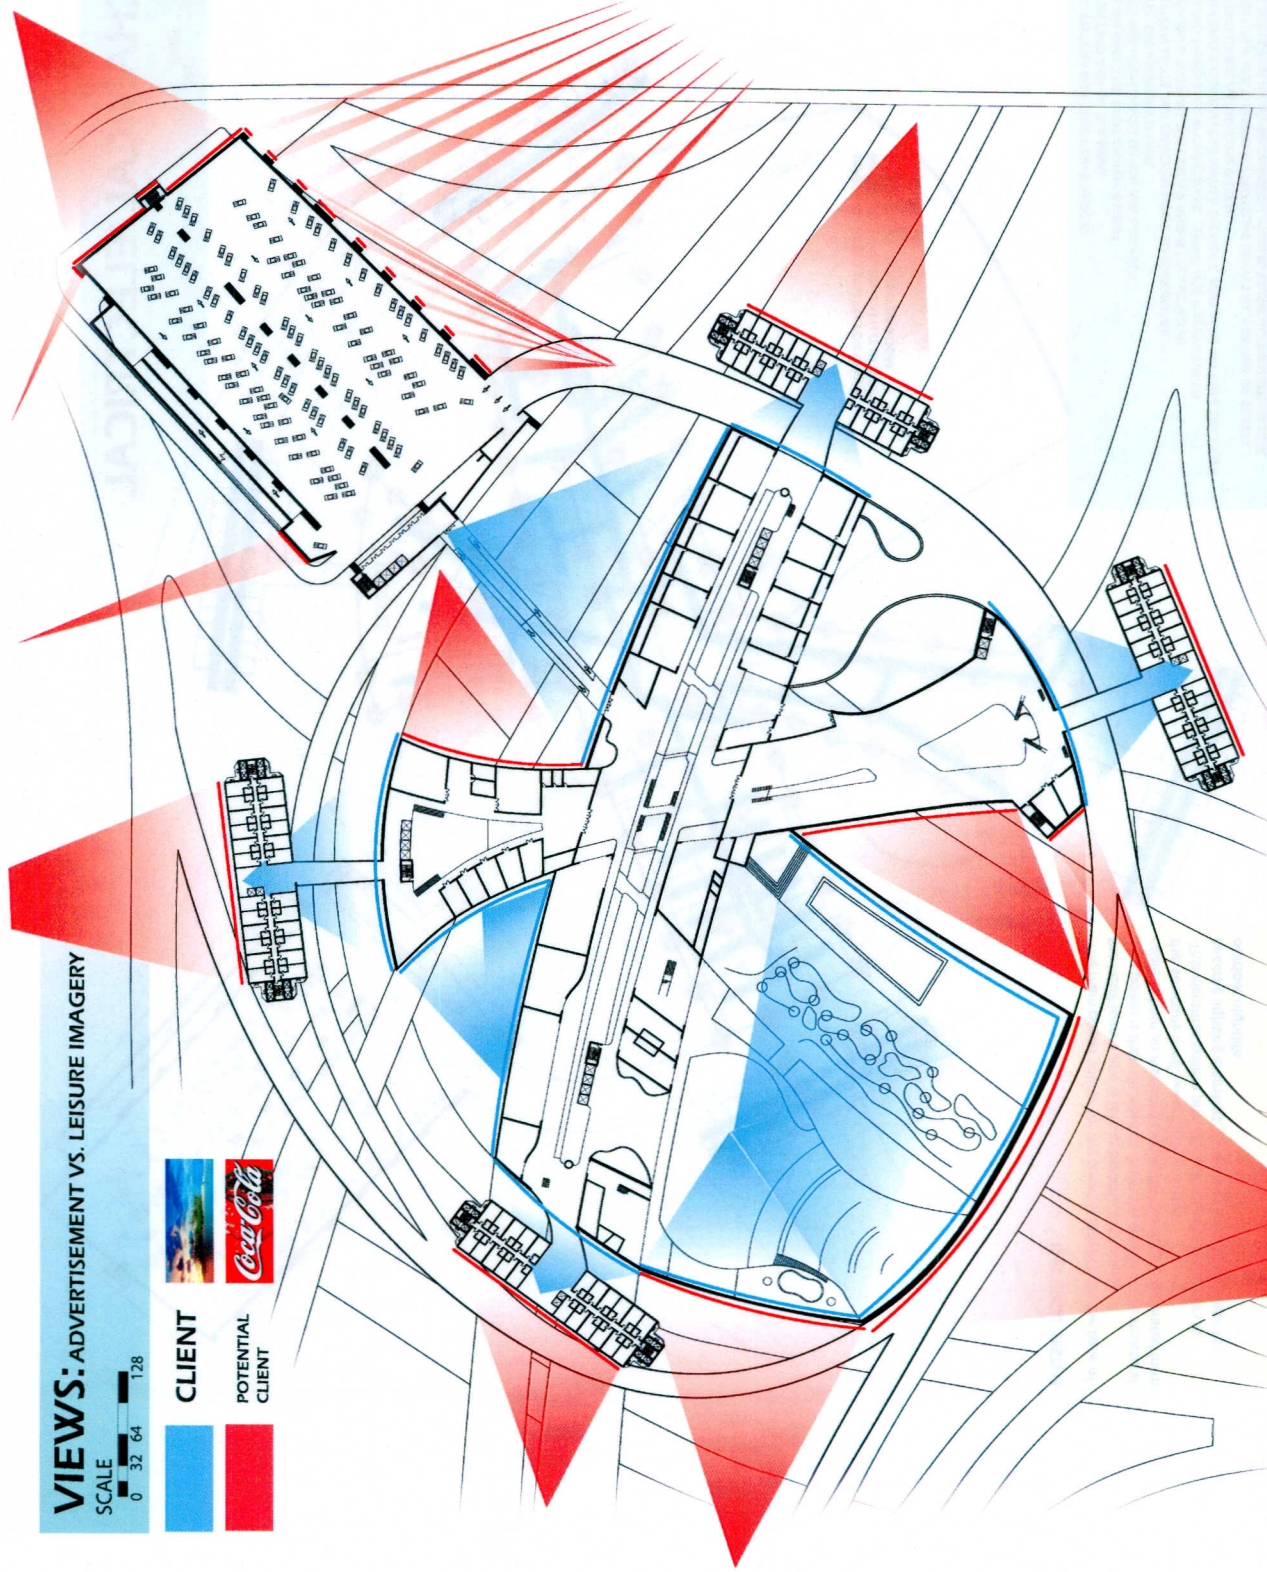 VIEWS: ADVERTISEMENT VS. LEISURE IMAGERY
SCALE
0 32 64 128
CLIENT
POTENTIAL
CLIENT
Coca-Cola